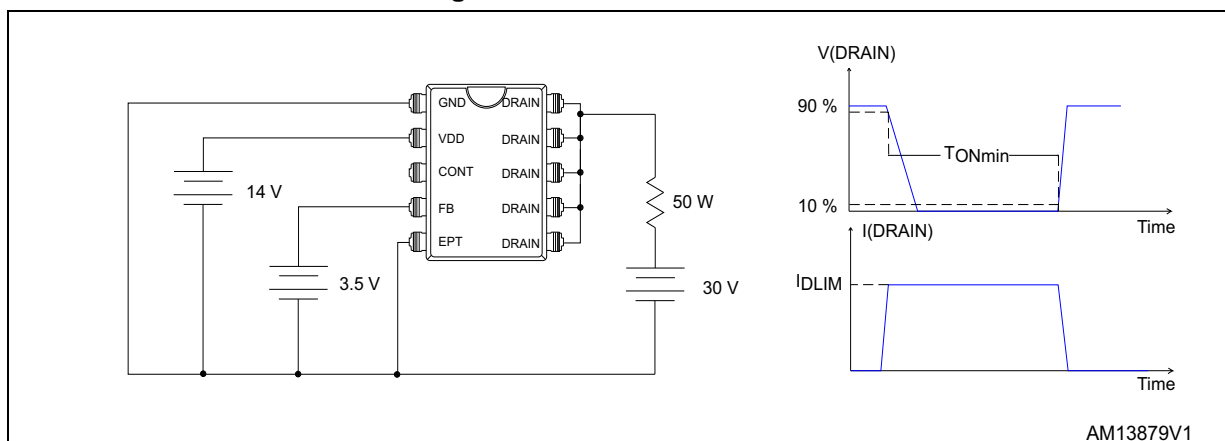 GND DRAIN
VDD DRAIN
CONT DRAIN
FB DRAIN
EPT DRAIN
14 V
3.5 V
50 W
30 V
V(DRAIN)
90 %
TONmin
10 %
Time
I(DRAIN)
IDLIM
Time
AM13879V1